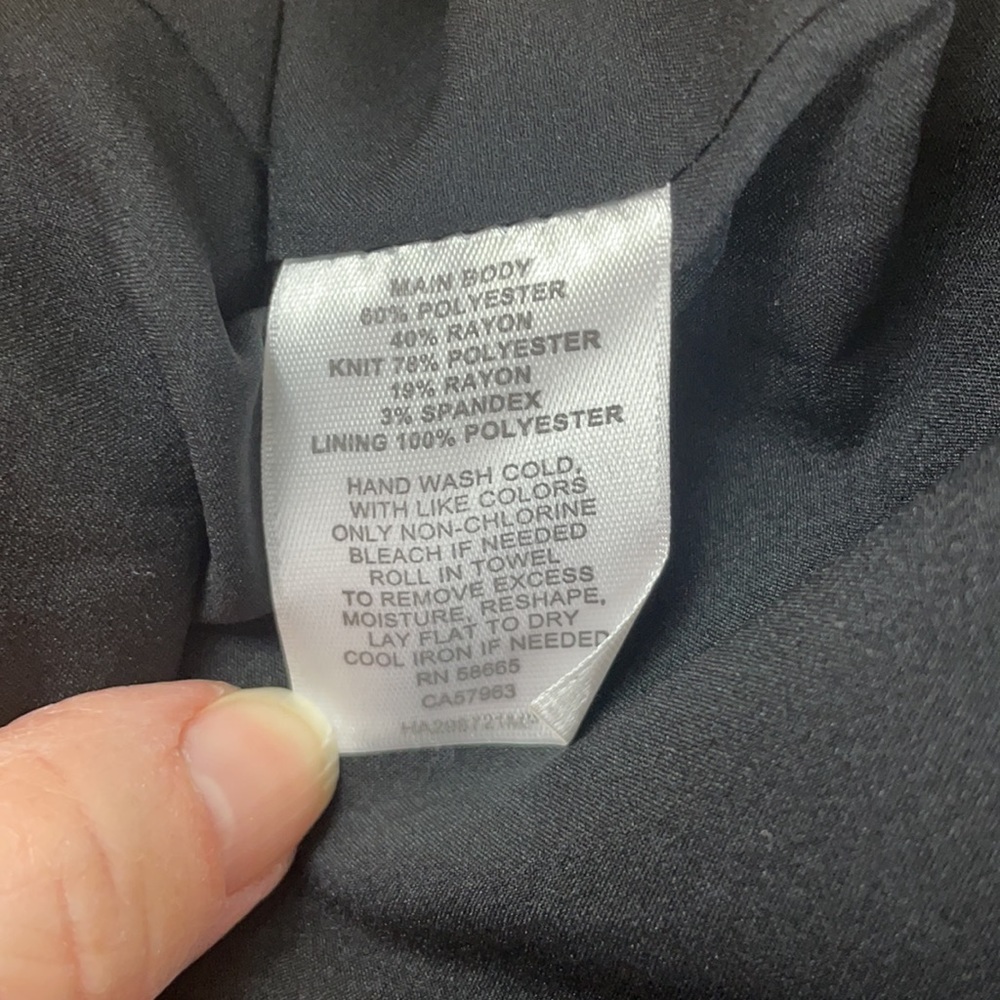 MAIN BODY
60% POLYESTER
40% RAYON
KNIT 78% POLYESTER
19% RAYON
3% SPANDEX
LINING 100% POLYESTER
HAND WASH COLD,
WITH LIKE COLORS
ONLY NON-CHLORINE
BLEACH IF NEEDED
ROLL IN TOWEL
TO REMOVE EXCESS
MOISTURE, RESHAPE,
LAY FLAT TO DRY
COOL IRON IF NEEDED
RN 58665
CA57963